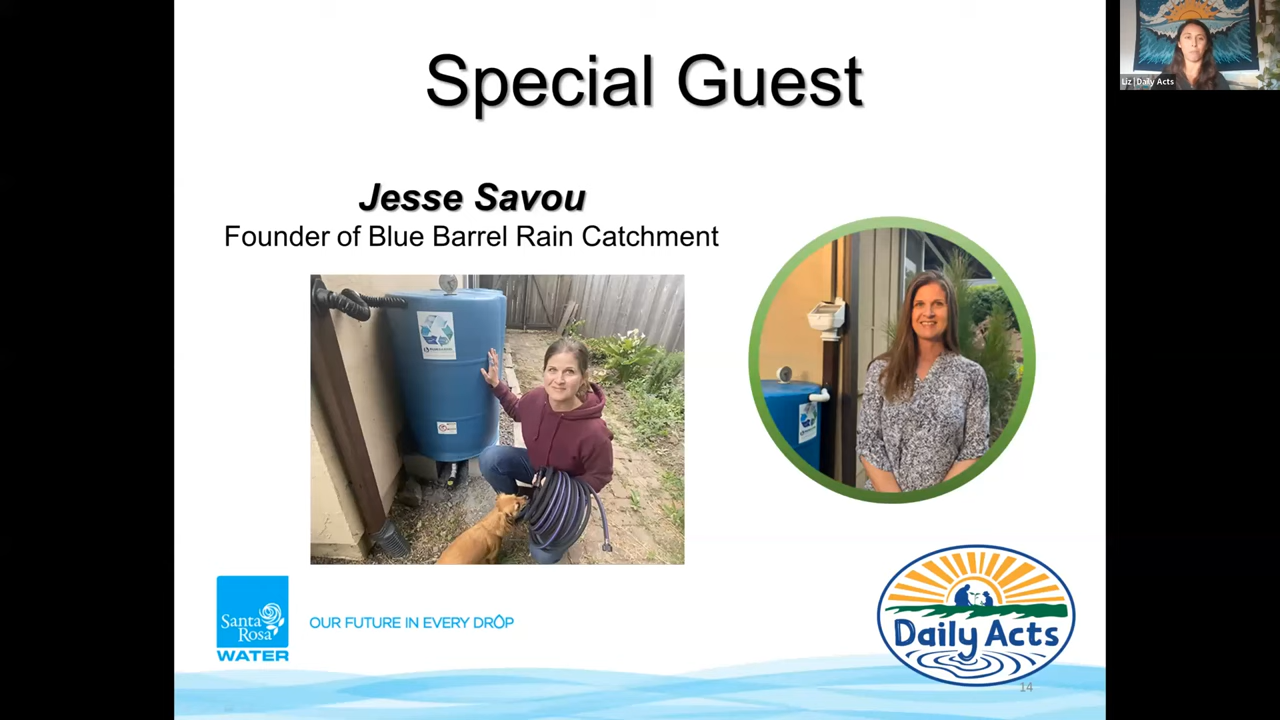 Special Guest
Jesse Savou
Founder of Blue Barrel Rain Catchment
Santa
Rosa
WATER
OUR FUTURE IN EVERY DROP
Daily Acts
14
Liz | Daily Acts